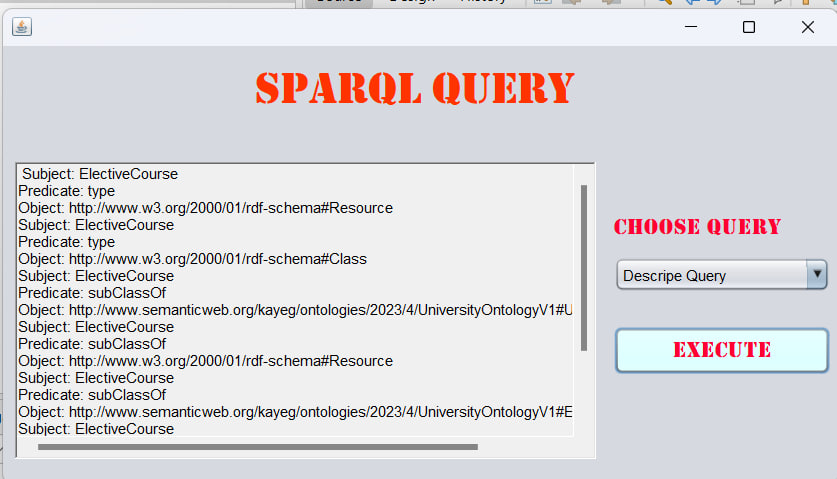 SPARQL QUERY
Subject: ElectiveCourse
Predicate: type
Object: http://www.w3.org/2000/01/rdf-schema#Resource
Subject: ElectiveCourse
Predicate: type
Object: http://www.w3.org/2000/01/rdf-schema#Class
Subject: ElectiveCourse
Predicate: subClassOf
Object: http://www.semanticweb.org/kayeg/ontologies/2023/4/UniversityOntologyV1#U
Subject: ElectiveCourse
Predicate: subClassOf
Object: http://www.w3.org/2000/01/rdf-schema#Resource
Subject: ElectiveCourse
Predicate: subClassOf
Object: http://www.semanticweb.org/kayeg/ontologies/2023/4/UniversityOntologyV1#E
Subject: ElectiveCourse
CHOOSE QUERY
Descripe Query
EXECUTE